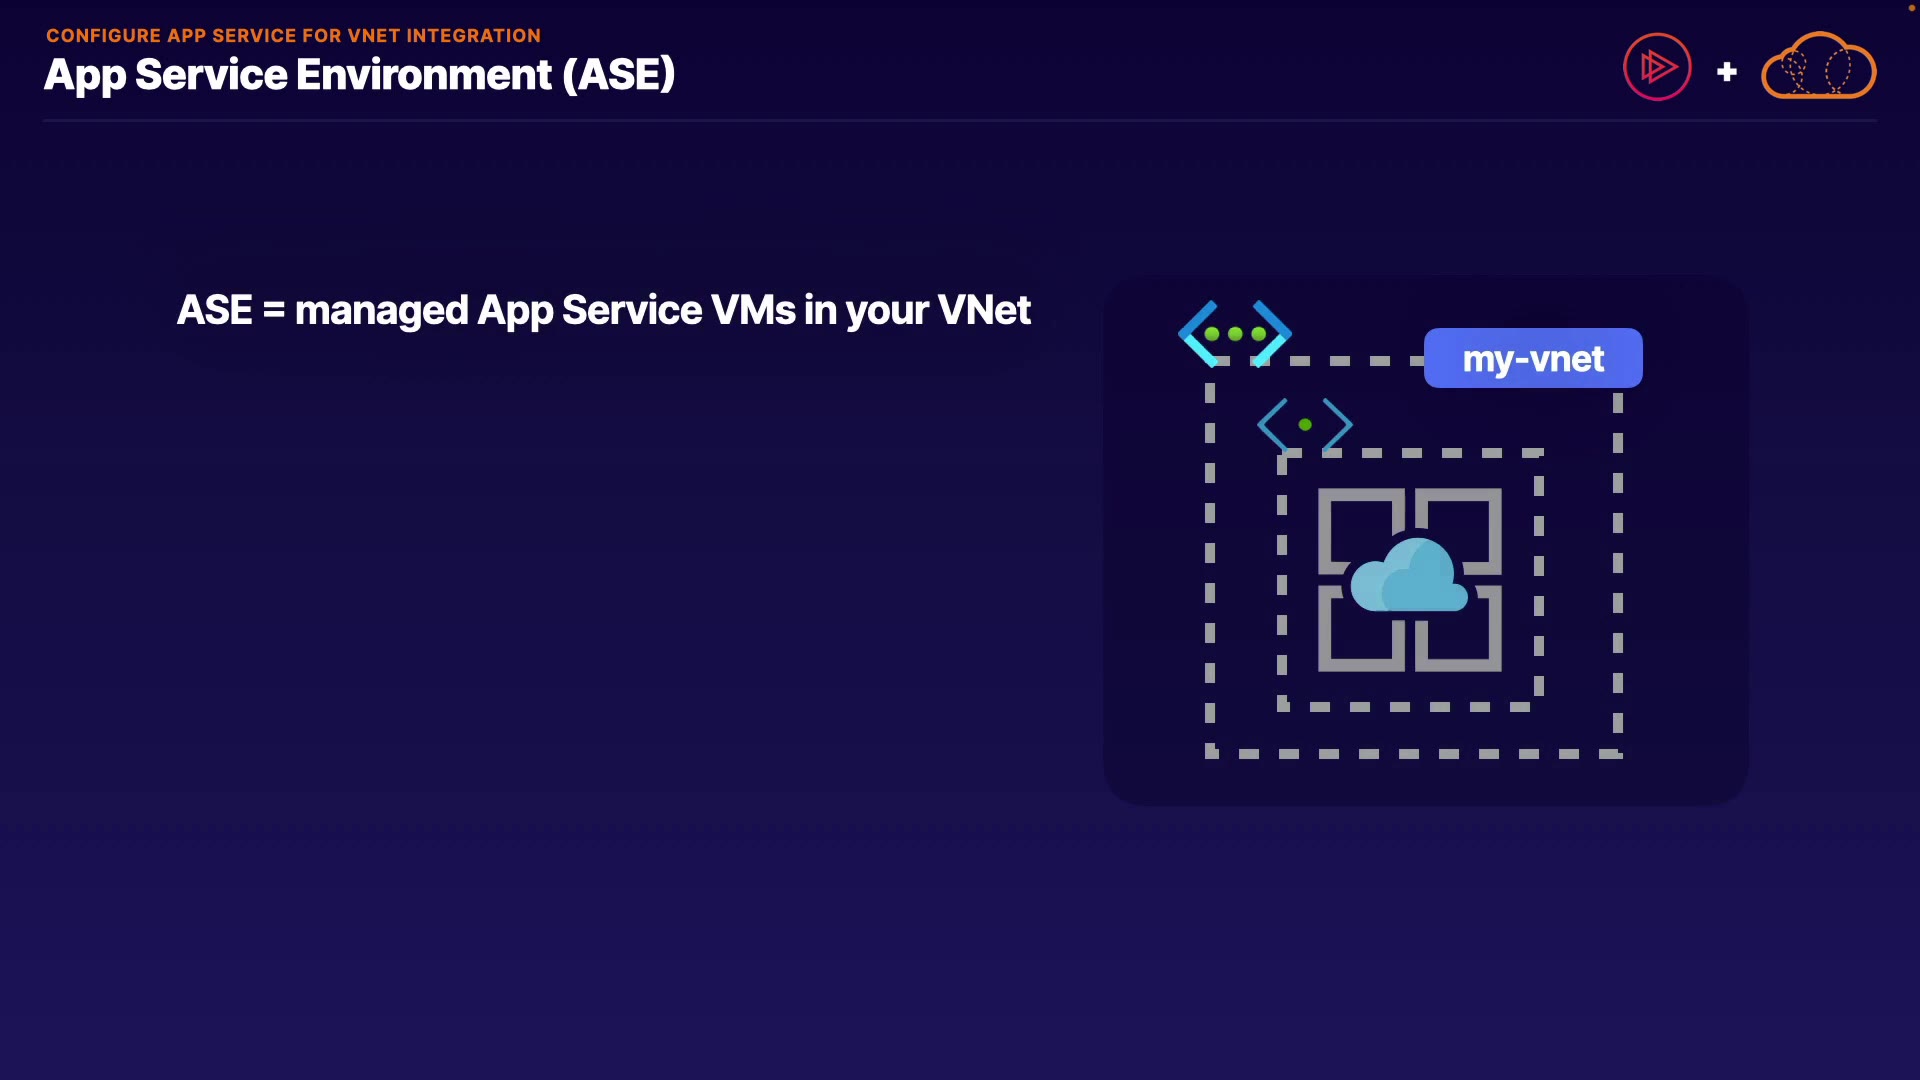 CONFIGURE APP SERVICE FOR VNET INTEGRATION
App Service Environment (ASE)
ASE = managed App Service VMs in your VNet
my-vnet